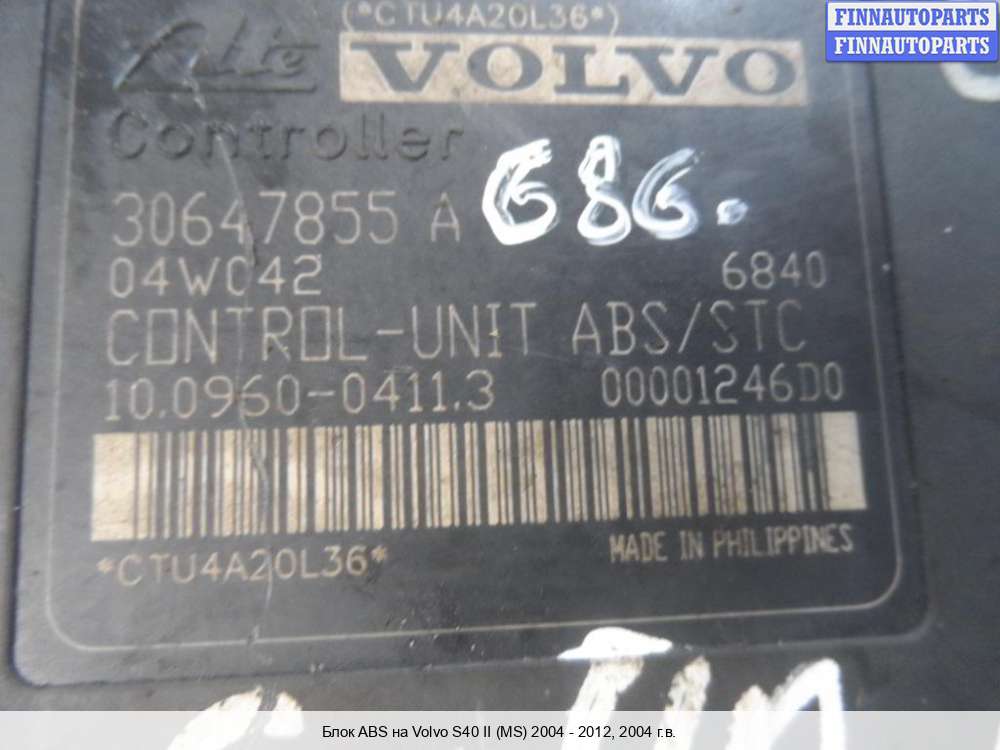 (*CTU4A20L36*)
FINNAUTOPARTS
FINNAUTOPARTS
Ate VOLVO
Controller
30647855 A G86.
04W042 6840
CONTROL-UNIT ABS/STC
10.0960-0411.3 00001246D0
*CTU4A20L36* MADE IN PHILIPPINES
Блок ABS на Volvo S40 II (MS) 2004 - 2012, 2004 г.в.